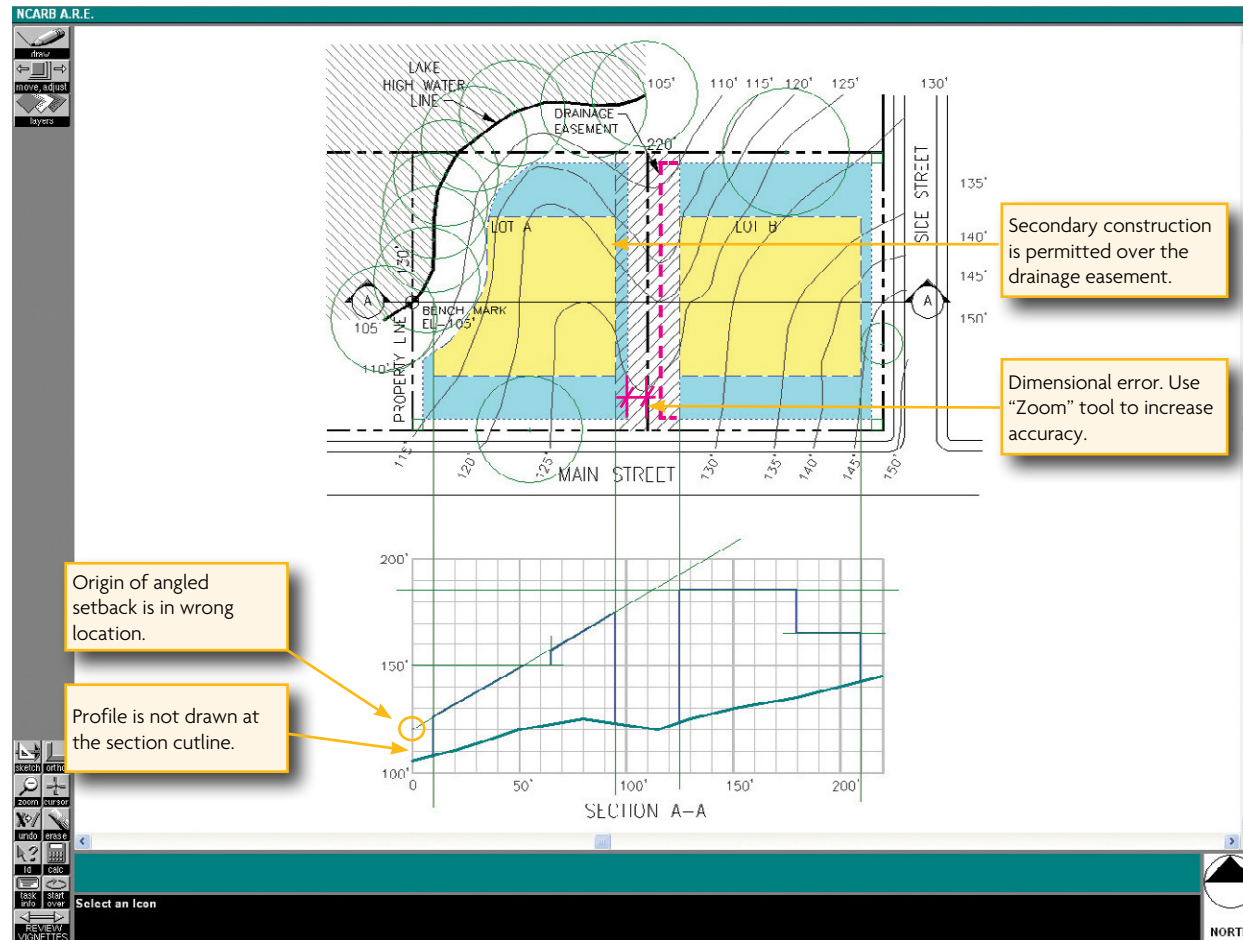 NCARB A.R.E.
draw
move, adjust
layers
LAKE
HIGH WATER
LINE
DRAINAGE
EASEMENT
105'
110'
115'
120'
125'
130'
220'
SIDE STREET
135'
140'
145'
150'
LOT A
LOT B
130'
PROPERTY LINE
A
A
BENCH MARK
EL-105'
105'
110'
115'
120'
125'
MAIN STREET
130'
135'
140'
145'
150'
Secondary construction
is permitted over the
drainage easement.
Dimensional error. Use
“Zoom” tool to increase
accuracy.
Origin of angled
setback is in wrong
location.
Profile is not drawn at
the section cutline.
200'
150'
100'
0
50'
100'
150'
200'
SECTION A-A
sketch
ortho
zoom
cursor
undo
erase
id
calc
task
info
start
over
REVIEW
VIGNETTES
Select an Icon
NORTH